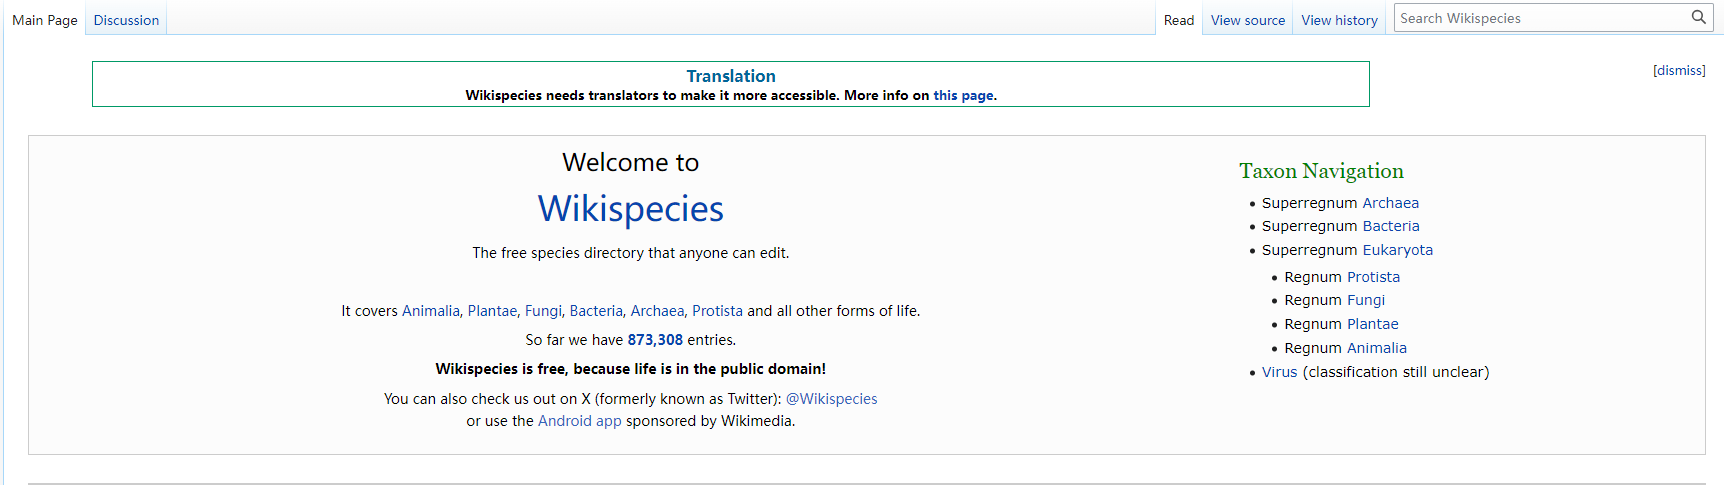 Main Page Discussion Read View source View history Search Wikispecies
Translation
[dismiss]
Wikispecies needs translators to make it more accessible. More info on this page.
Welcome to
Wikispecies
The free species directory that anyone can edit.
It covers Animalia, Plantae, Fungi, Bacteria, Archaea, Protista and all other forms of life.
So far we have 873,308 entries.
Wikispecies is free, because life is in the public domain!
You can also check us out on X (formerly known as Twitter): @Wikispecies
or use the Android app sponsored by Wikimedia.
Taxon Navigation
• Superregnum Archaea
• Superregnum Bacteria
• Superregnum Eukaryota
• Regnum Protista
• Regnum Fungi
• Regnum Plantae
• Regnum Animalia
• Virus (classification still unclear)